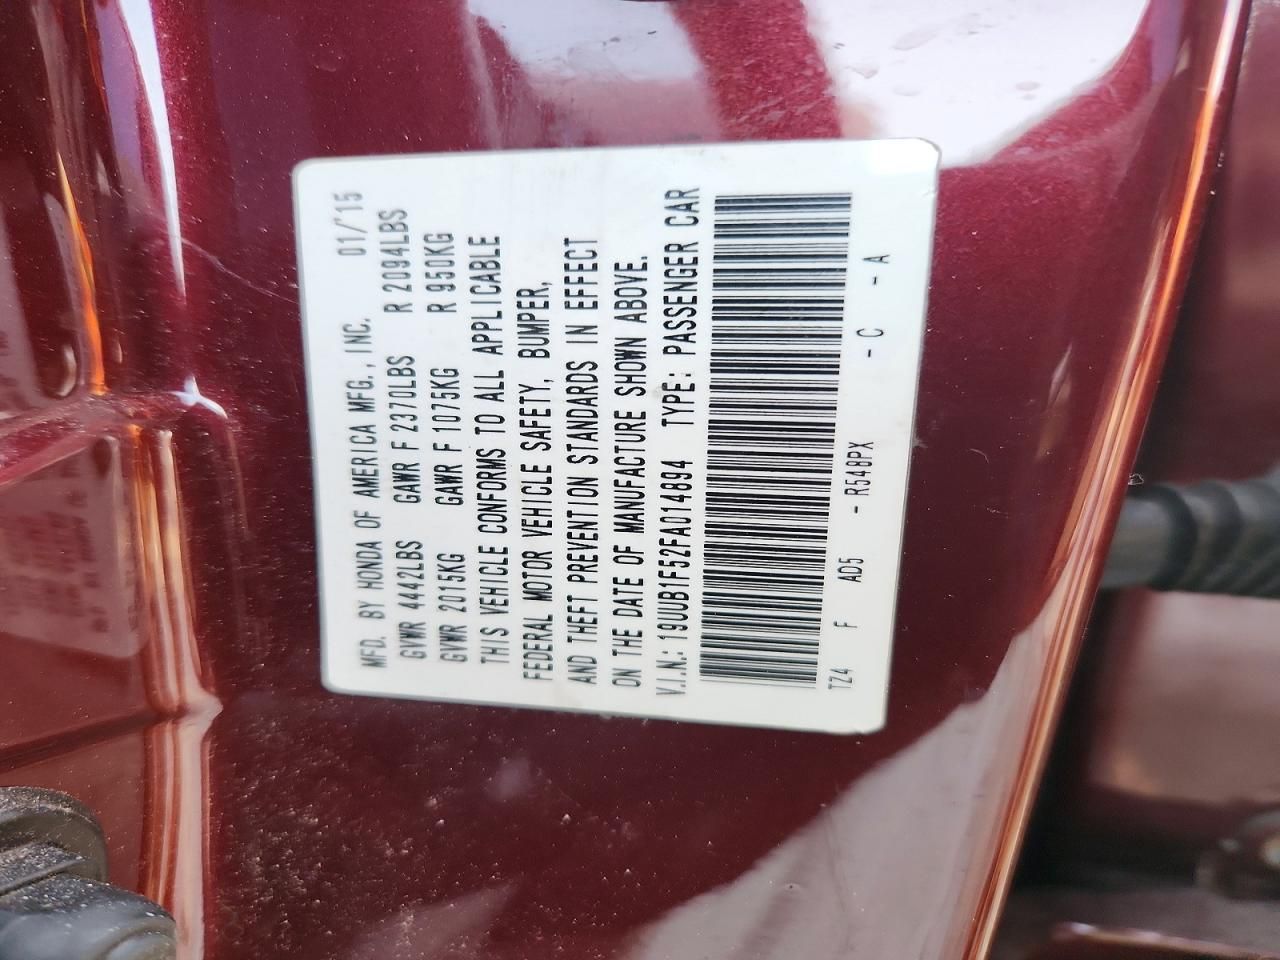 MFD. BY HONDA OF AMERICA MFG., INC. 01/'15
GVWR 4442LBS GAWR F 2370LBS R 2094LBS
GVWR 2015KG GAWR F 1075KG R 950KG
THIS VEHICLE CONFORMS TO ALL APPLICABLE
FEDERAL MOTOR VEHICLE SAFETY, BUMPER,
AND THEFT PREVENTION STANDARDS IN EFFECT
ON THE DATE OF MANUFACTURE SHOWN ABOVE.
V.I.N.: 19UUB1F52FA014894 TYPE: PASSENGER CAR
TZ4 F AD5 - R548PX - C - A